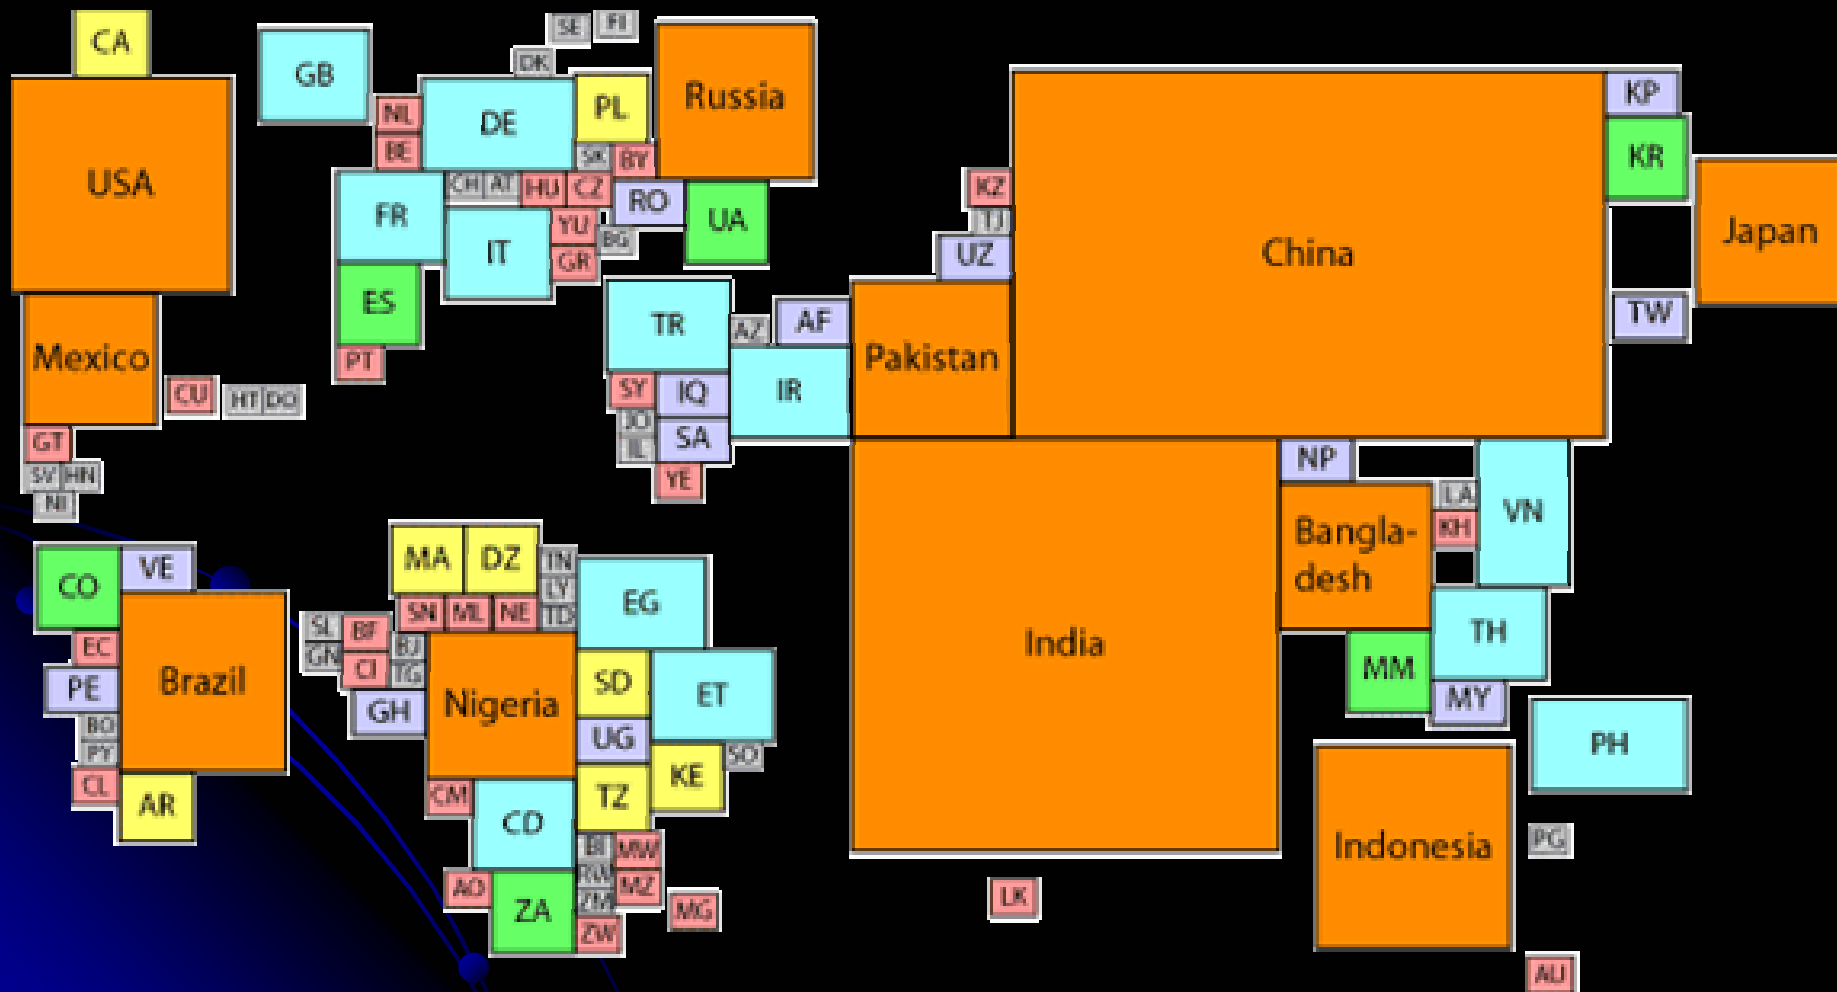 CA
USA
Mexico
CU
HT
DO
GT
SV
HN
NI
GB
SE
FI
DK
NL
BE
DE
PL
SK
BY
Russia
FR
CH
AT
HU
CZ
RO
UA
IT
YU
BG
GR
ES
PT
TR
AZ
AF
SY
IQ
IR
JO
IL
SA
YE
KZ
TJ
UZ
Pakistan
China
KP
KR
Japan
TW
India
NP
Bangla-
desh
LA
KH
VN
TH
MM
MY
PH
Indonesia
PG
LK
AU
CO
VE
EC
PE
Brazil
BO
PY
CL
AR
MA
DZ
TN
LY
TD
EG
SN
ML
NE
SL
BF
BJ
GN
CI
TG
GH
Nigeria
SD
ET
UG
SO
KE
TZ
CM
CD
BI
MW
RW
MZ
AO
ZA
ZM
MG
ZW